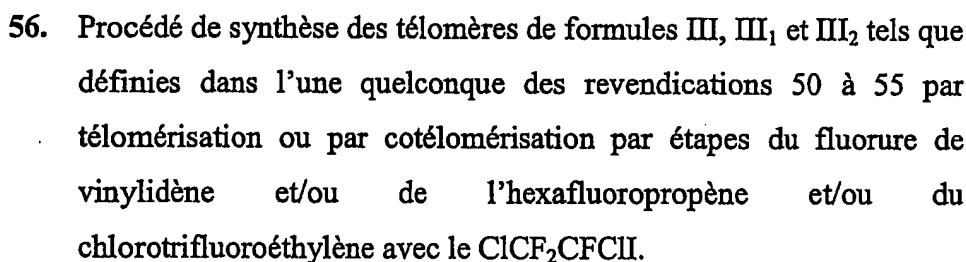 56. Procédé de synthèse des télomères de formules III, III₁ et III₂ tels que
définies dans l'une quelconque des revendications 50 à 55 par
télomérisation ou par cotélomérisation par étapes du fluorure de
vinylidène et/ou de l'hexafluoropropène et/ou du
chlorotrifluoroéthylène avec le ClCF₂CFClI.